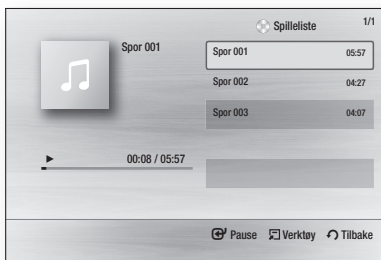 Spilleliste 1/1
Spor 001
Spor 001 05:57
Spor 002 04:27
Spor 003 04:07
00:08 / 05:57
Pause Verktøy Tilbake